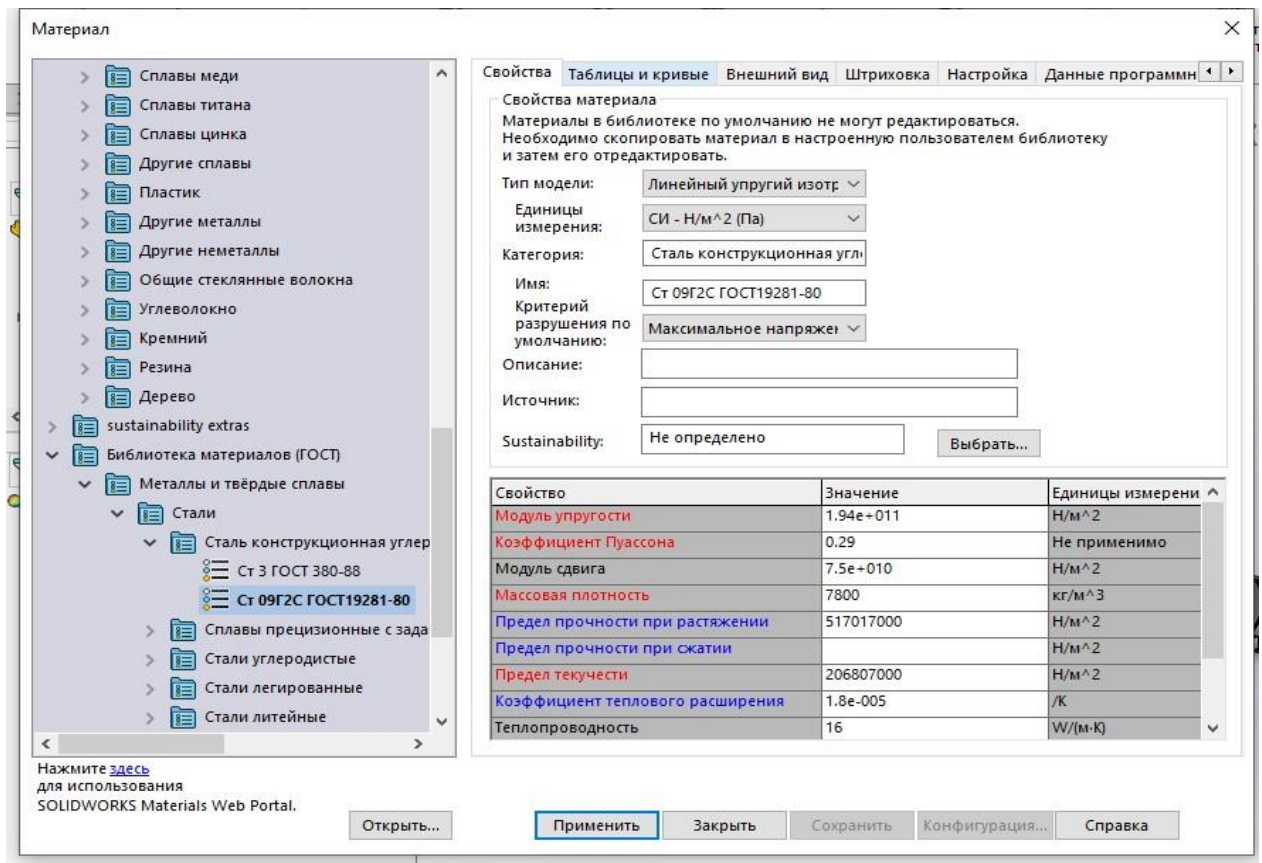 Материал
Сплавы меди
Сплавы титана
Сплавы цинка
Другие сплавы
Пластик
Другие металлы
Другие неметаллы
Общие стеклянные волокна
Углеволокно
Кремний
Резина
Дерево
sustainability extras
Библиотека материалов (ГОСТ)
Металлы и твёрдые сплавы
Стали
Сталь конструкционная углер
Ст 3 ГОСТ 380-88
Ст 09Г2С ГОСТ19281-80
Сплавы прецизионные с зада
Стали углеродистые
Стали легированные
Стали литейные
Нажмите здесь
для использования
SOLIDWORKS Materials Web Portal.
Открыть...
Свойства Таблицы и кривые Внешний вид Штриховка Настройка Данные программн
Свойства материала
Материалы в библиотеке по умолчанию не могут редактироваться.
Необходимо скопировать материал в настроенную пользователем библиотеку
и затем его отредактировать.
Тип модели: Линейный упругий изотр
Единицы
измерения: СИ - Н/м^2 (Па)
Категория: Сталь конструкционная угл
Имя: Ст 09Г2С ГОСТ19281-80
Критерий
разрушения по
умолчанию: Максимальное напряжен
Описание:
Источник:
Sustainability: Не определено Выбрать...
Свойство Значение Единицы измерени
Модуль упругости 1.94e+011 Н/м^2
Коэффициент Пуассона 0.29 Не применимо
Модуль сдвига 7.5e+010 Н/м^2
Массовая плотность 7800 кг/м^3
Предел прочности при растяжении 517017000 Н/м^2
Предел прочности при сжатии Н/м^2
Предел текучести 206807000 Н/м^2
Коэффициент теплового расширения 1.8e-005 /K
Теплопроводность 16 W/(м·K)
Применить Закрыть Сохранить Конфигурация... Справка